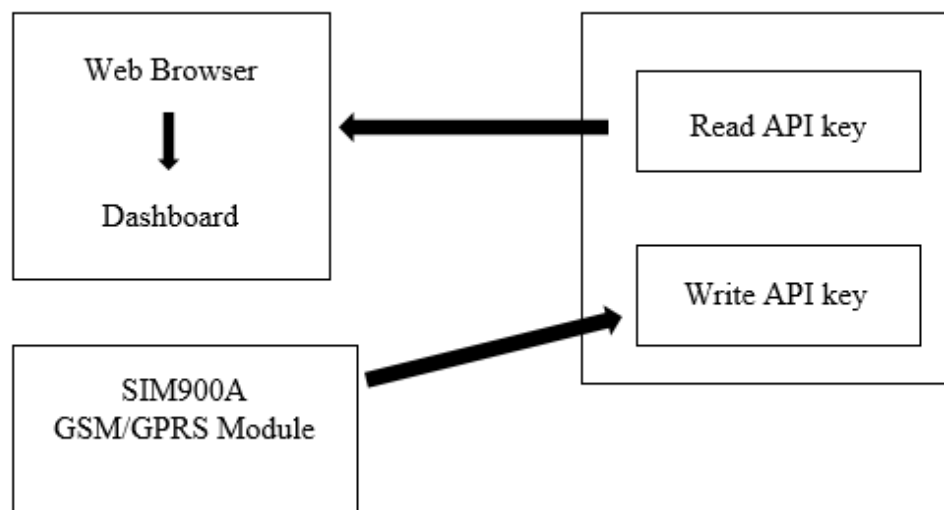 Web Browser
Dashboard
Read API key
Write API key
SIM900A
GSM/GPRS Module